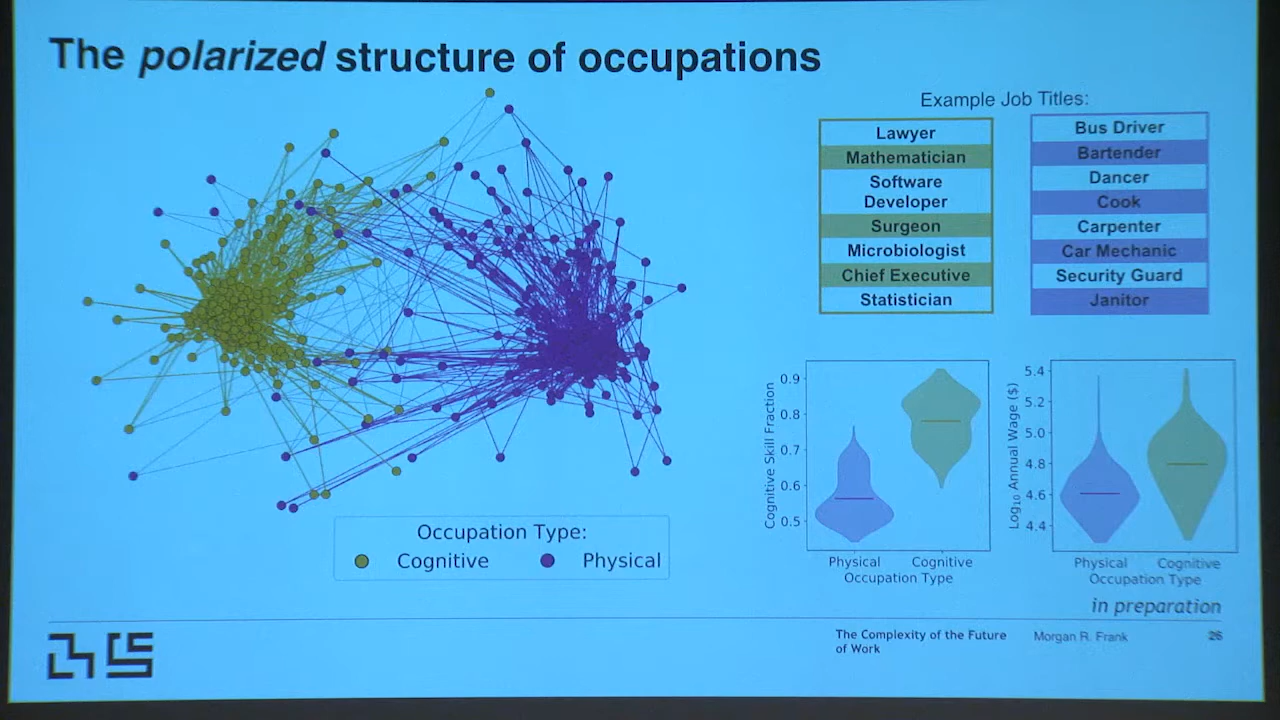 The polarized structure of occupations
Example Job Titles:
Lawyer
Mathematician
Software
Developer
Surgeon
Microbiologist
Chief Executive
Statistician
Bus Driver
Bartender
Dancer
Cook
Carpenter
Car Mechanic
Security Guard
Janitor
Occupation Type:
Cognitive
Physical
Cognitive Skill Fraction
0.9
0.8
0.7
0.6
0.5
Physical Cognitive
Occupation Type
Log10 Annual Wage ($)
5.4
5.2
5.0
4.8
4.6
4.4
Physical Cognitive
Occupation Type
in preparation
The Complexity of the Future
of Work
Morgan R. Frank
26